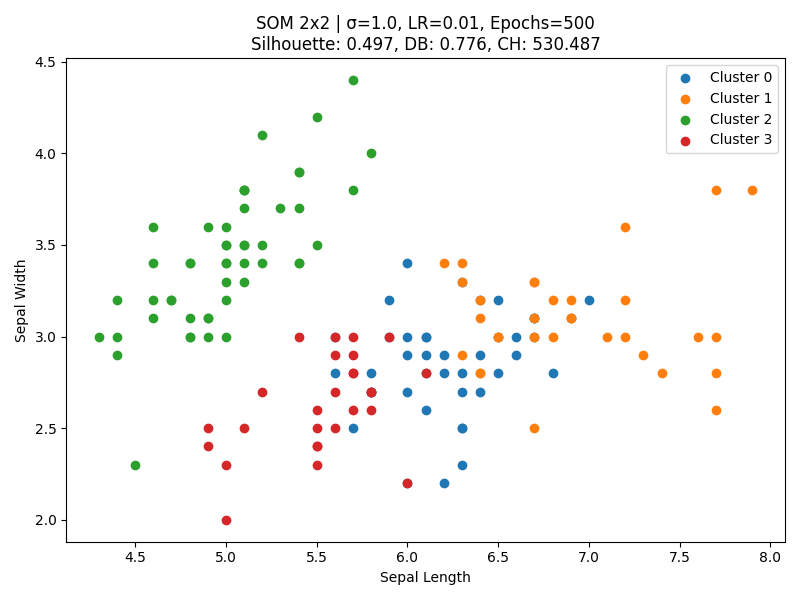 SOM 2x2 | σ=1.0, LR=0.01, Epochs=500
Silhouette: 0.497, DB: 0.776, CH: 530.487
Cluster 0
Cluster 1
Cluster 2
Cluster 3
4.5
4.0
3.5
3.0
2.5
2.0
Sepal Width
4.5 5.0 5.5 6.0 6.5 7.0 7.5 8.0
Sepal Length